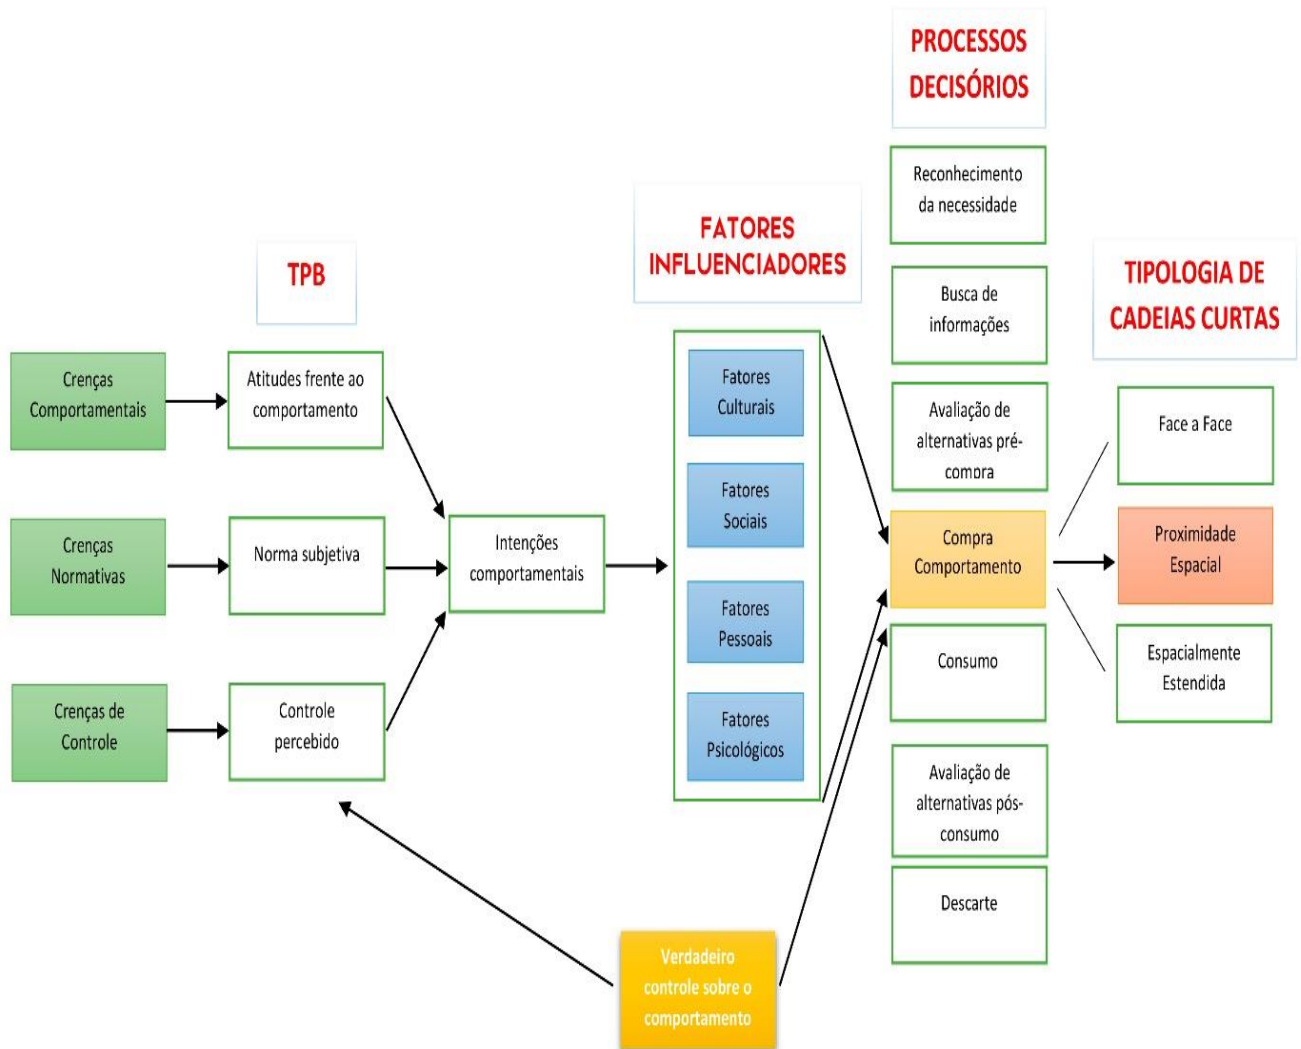 PROCESSOS
DECISÓRIOS
Reconhecimento
da necessidade
FATORES
INFLUENCIADORES
TPB
Busca de
informações
TIPOLOGIA DE
CADEIAS CURTAS
Crenças
Comportamentais
Atitudes frente ao
comportamento
Fatores
Culturais
Avaliação de
alternativas pré-
comora
Face a Face
Fatores
Sociais
Crenças
Normativas
Norma subjetiva
Intenções
comportamentais
Compra
Comportamento
Proximidade
Espacial
Fatores
Pessoais
Consumo
Espacialmente
Estendida
Crenças de
Controle
Controle
percebido
Fatores
Psicológicos
Avaliação de
alternativas pós-
consumo
Descarte
Verdadeiro
controle sobre o
comportamento